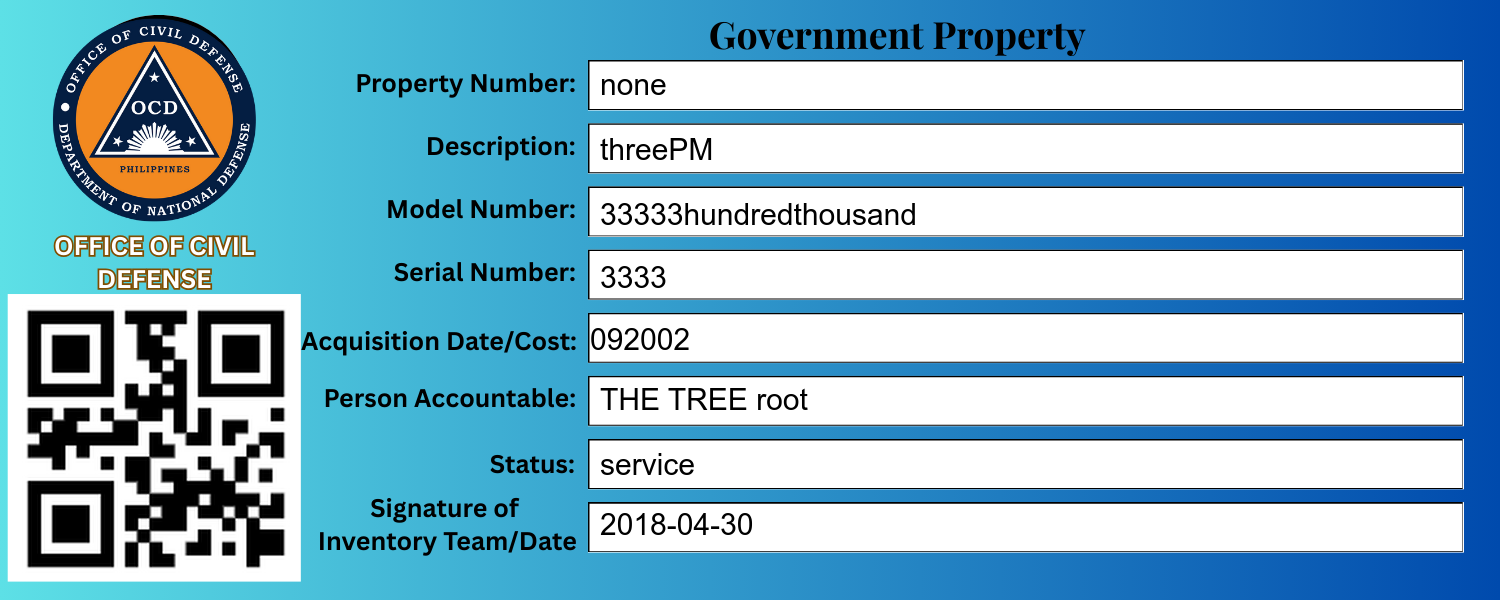 OFFICE OF CIVIL DEFENSE
DEPARTMENT OF NATIONAL DEFENSE
OCD
PHILIPPINES
OFFICE OF CIVIL
DEFENSE
Government Property
Property Number: none
Description: threePM
Model Number: 33333hundredthousand
Serial Number: 3333
Acquisition Date/Cost: 092002
Person Accountable: THE TREE root
Status: service
Signature of
Inventory Team/Date 2018-04-30